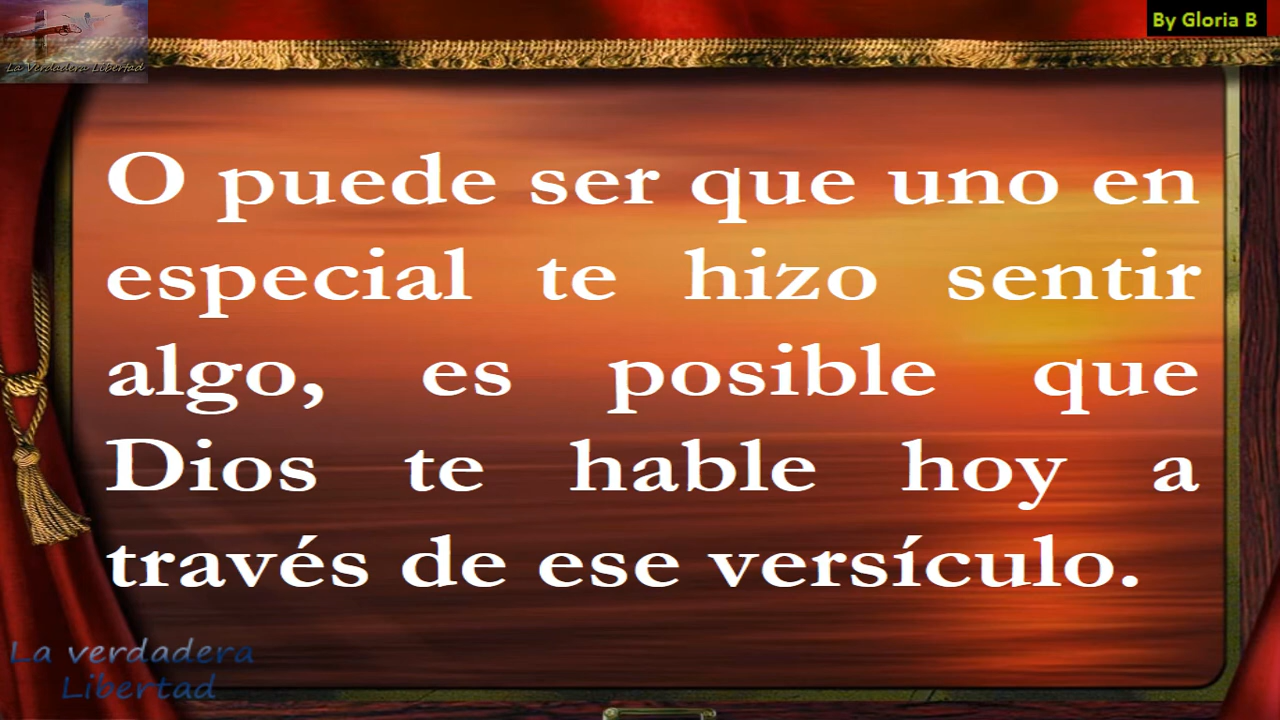 By Gloria B
La Verdadera Libertad
O puede ser que uno en
especial te hizo sentir
algo, es posible que
Dios te hable hoy a
través de ese versículo.
La verdadera
Libertad